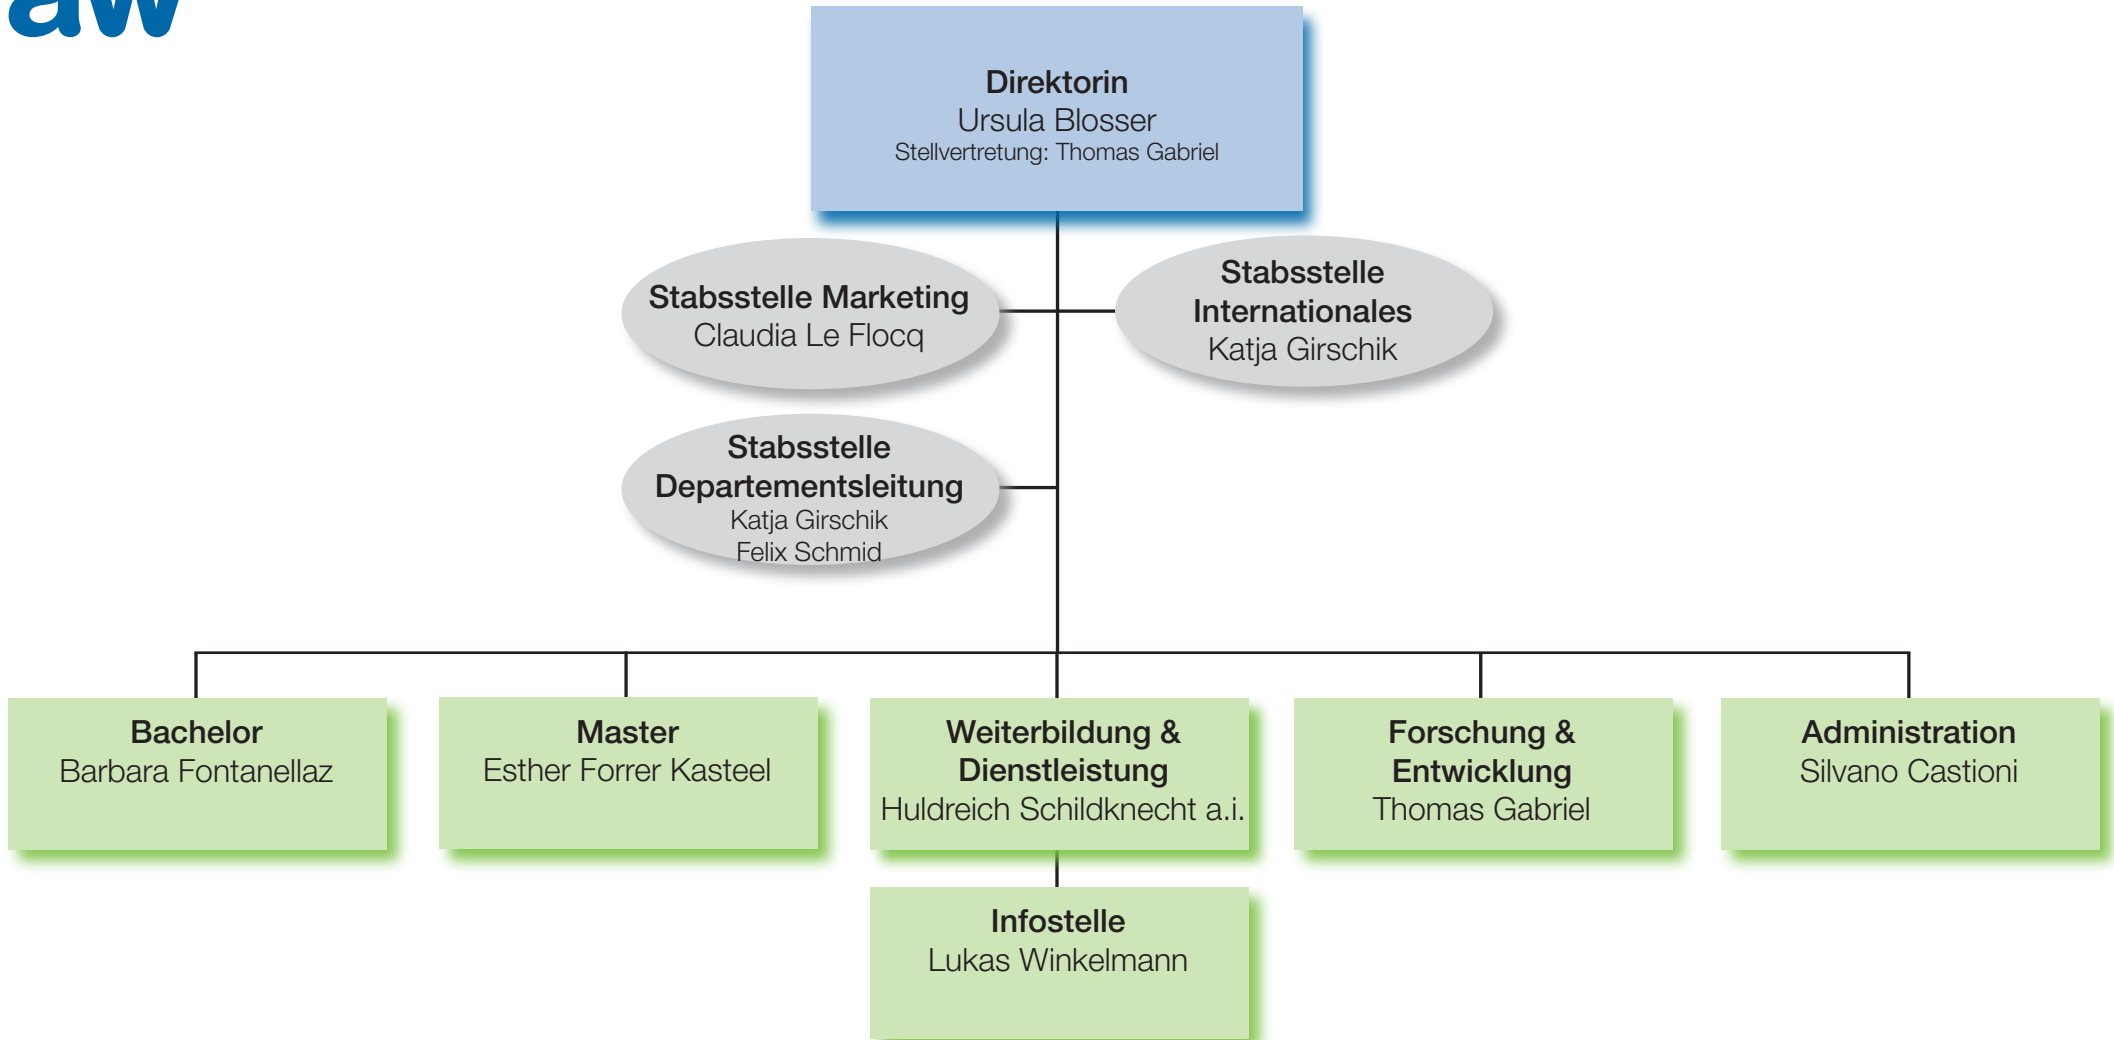 aw
Direktorin
Ursula Blosser
Stellvertretung: Thomas Gabriel
Stabsstelle Marketing
Claudia Le Flocq
Stabsstelle
Internationales
Katja Girschik
Stabsstelle
Departementsleitung
Katja Girschik
Felix Schmid
Bachelor
Barbara Fontanellaz
Master
Esther Forrer Kasteel
Weiterbildung &
Dienstleistung
Huldreich Schildknecht a.i.
Forschung &
Entwicklung
Thomas Gabriel
Administration
Silvano Castioni
Infostelle
Lukas Winkelmann